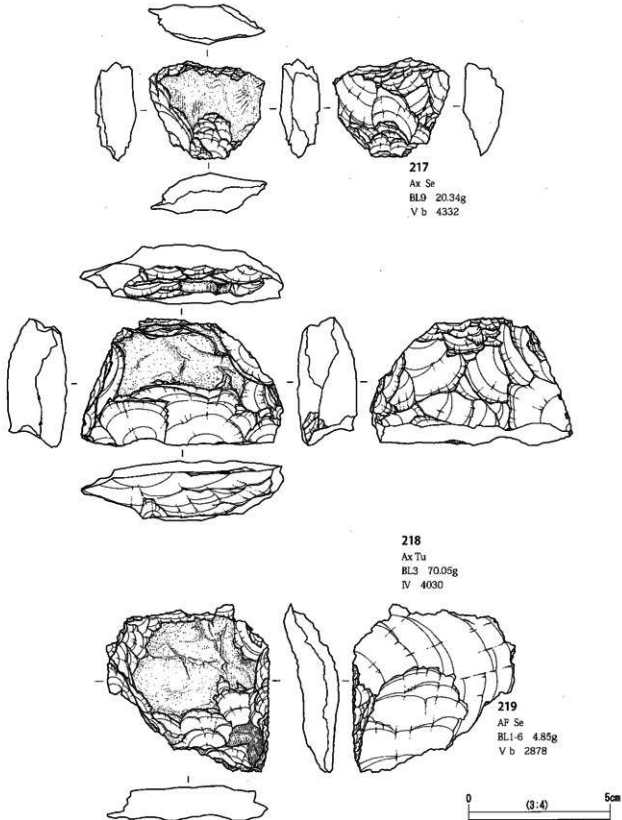 217
Ax Se
BL9 20.34g
V b 4332
218
Ax Tu
BL3 70.05g
IV 4030
219
AF Se
BL1-6 4.85g
V b 2878
0 (3:4) 5cm